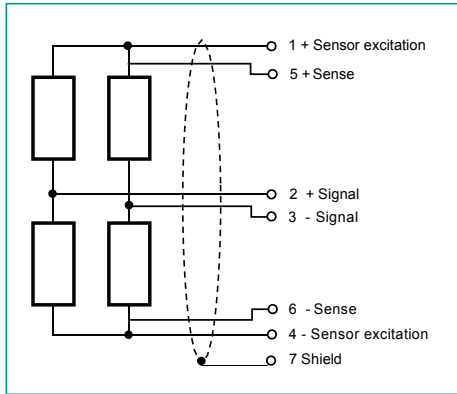 1 + Sensor excitation
5 + Sense
2 + Signal
3 - Signal
6 - Sense
4 - Sensor excitation
7 Shield